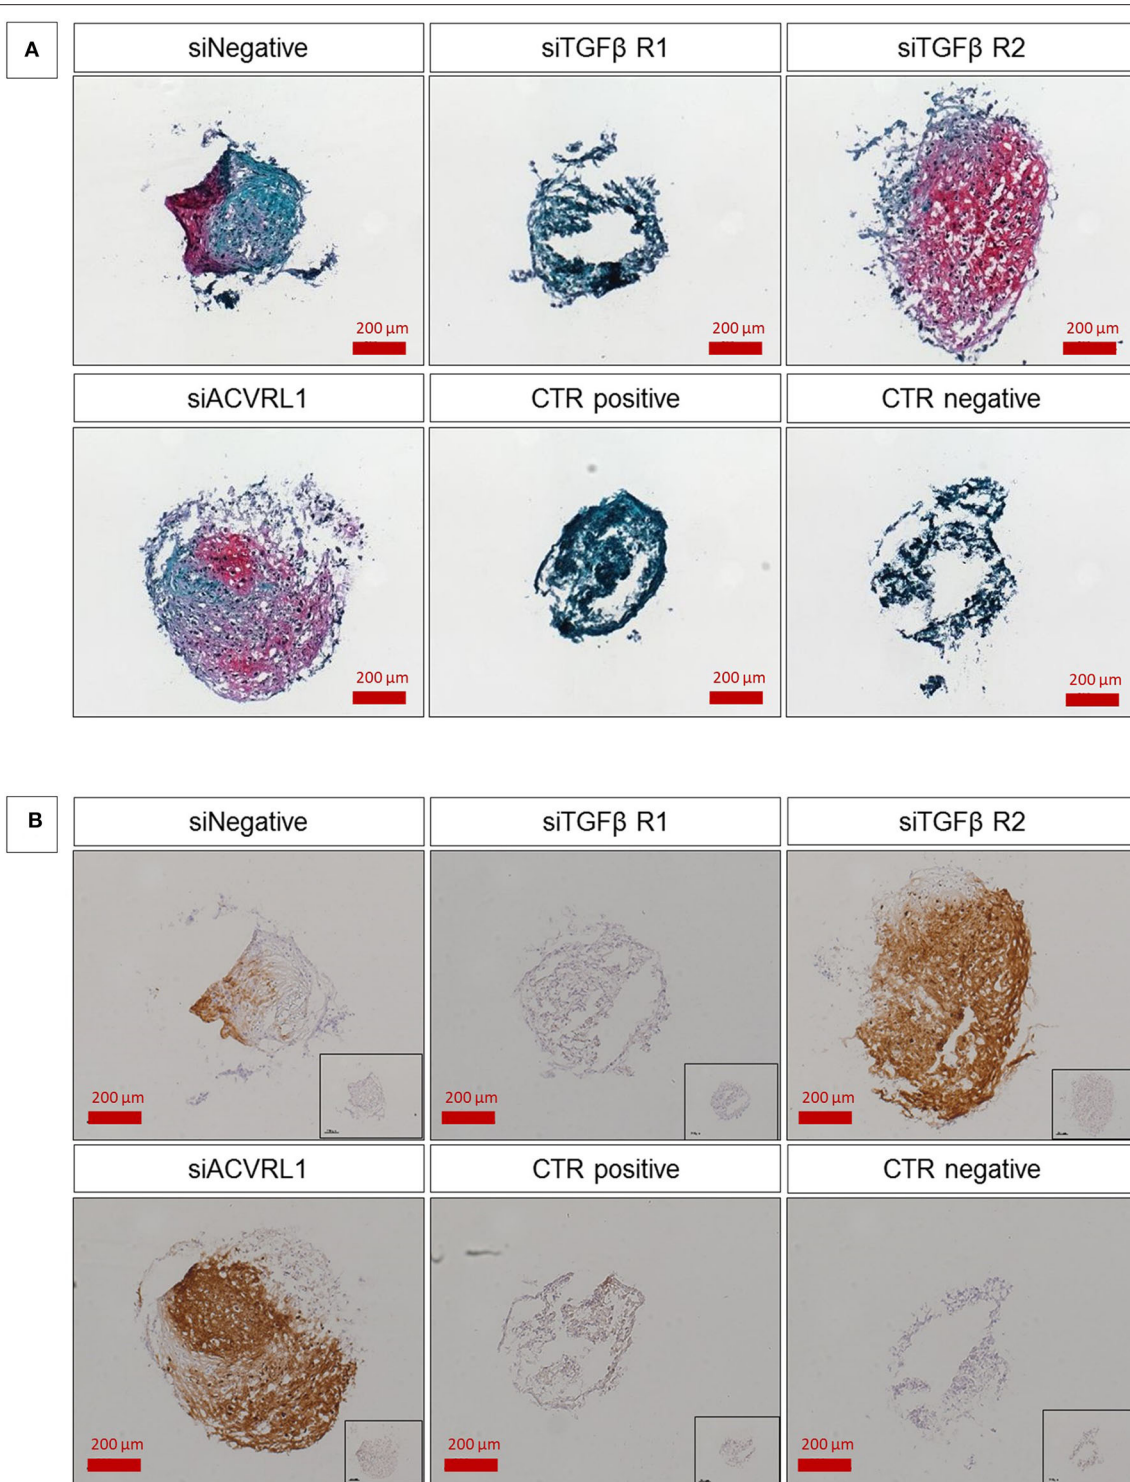 A
siNegative
siTGFβ R1
siTGFβ R2
200 µm
200 µm
200 µm
siACVRL1
CTR positive
CTR negative
200 µm
200 µm
200 µm
B
siNegative
siTGFβ R1
siTGFβ R2
200 µm
200 µm
200 µm
siACVRL1
CTR positive
CTR negative
200 µm
200 µm
200 µm